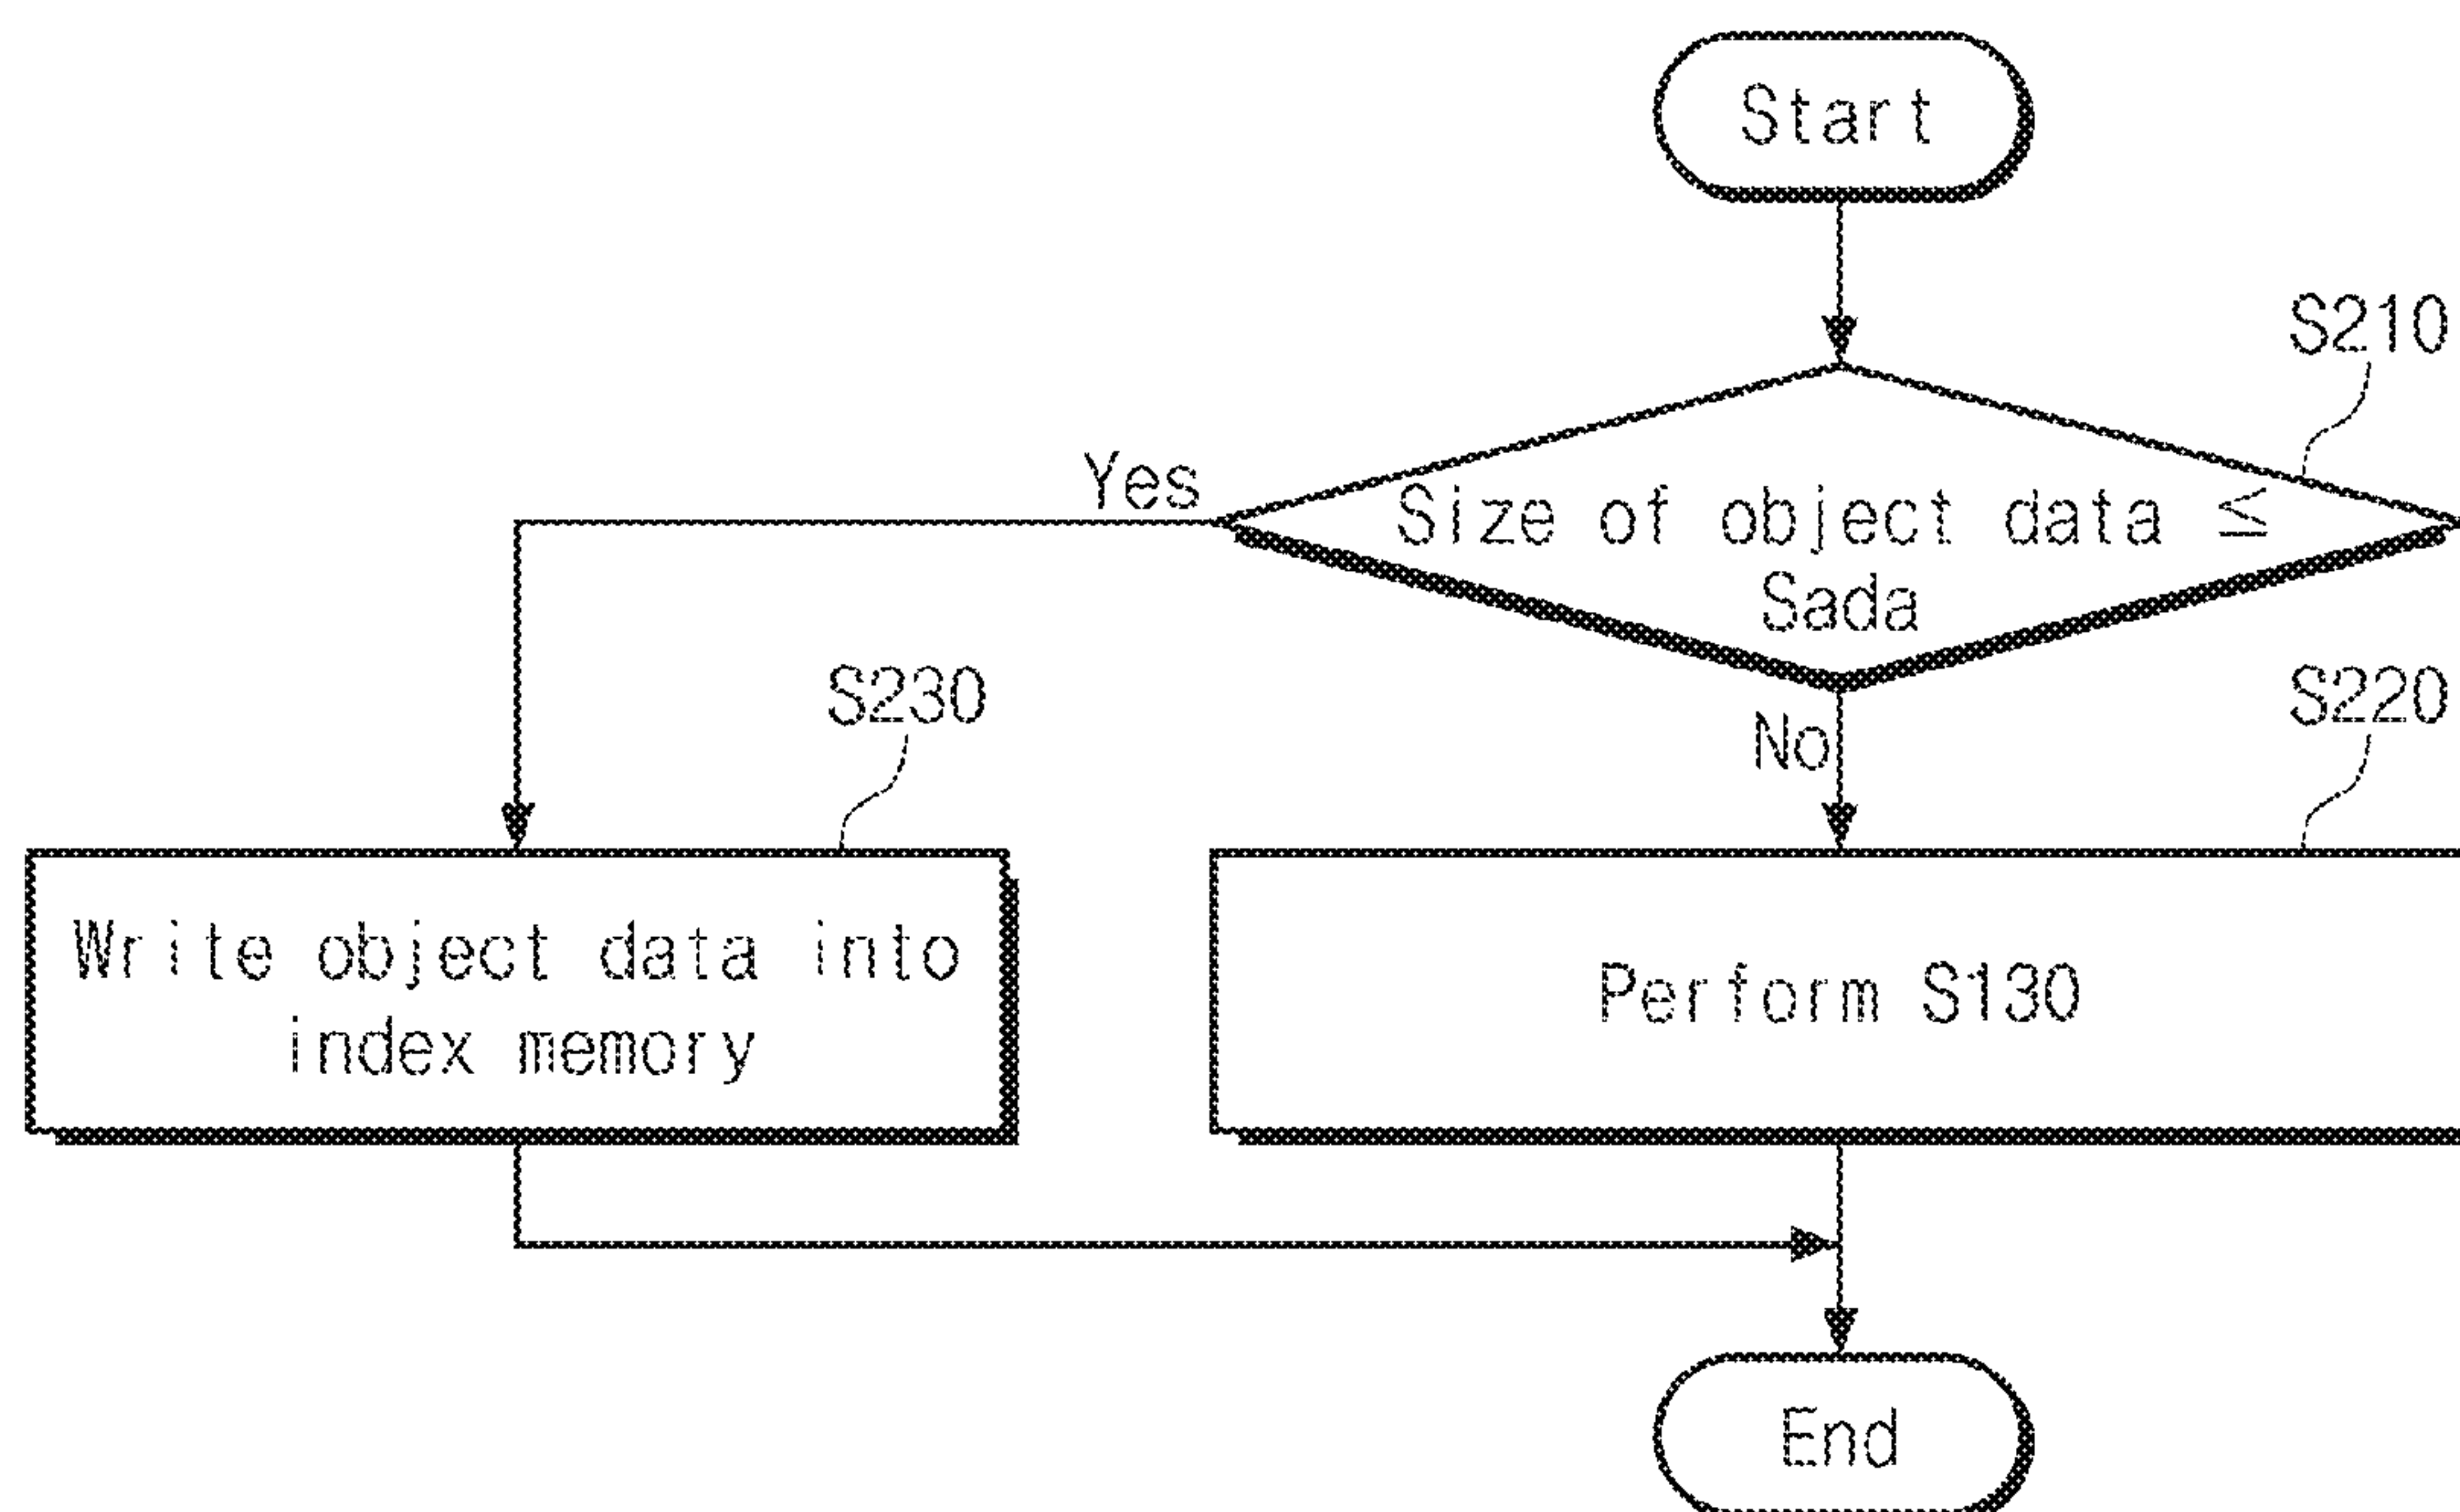 Start
S210
Yes
Size of object data ≤
Sada
S230
S220
No
Write object data into
index memory
Perform S130
End